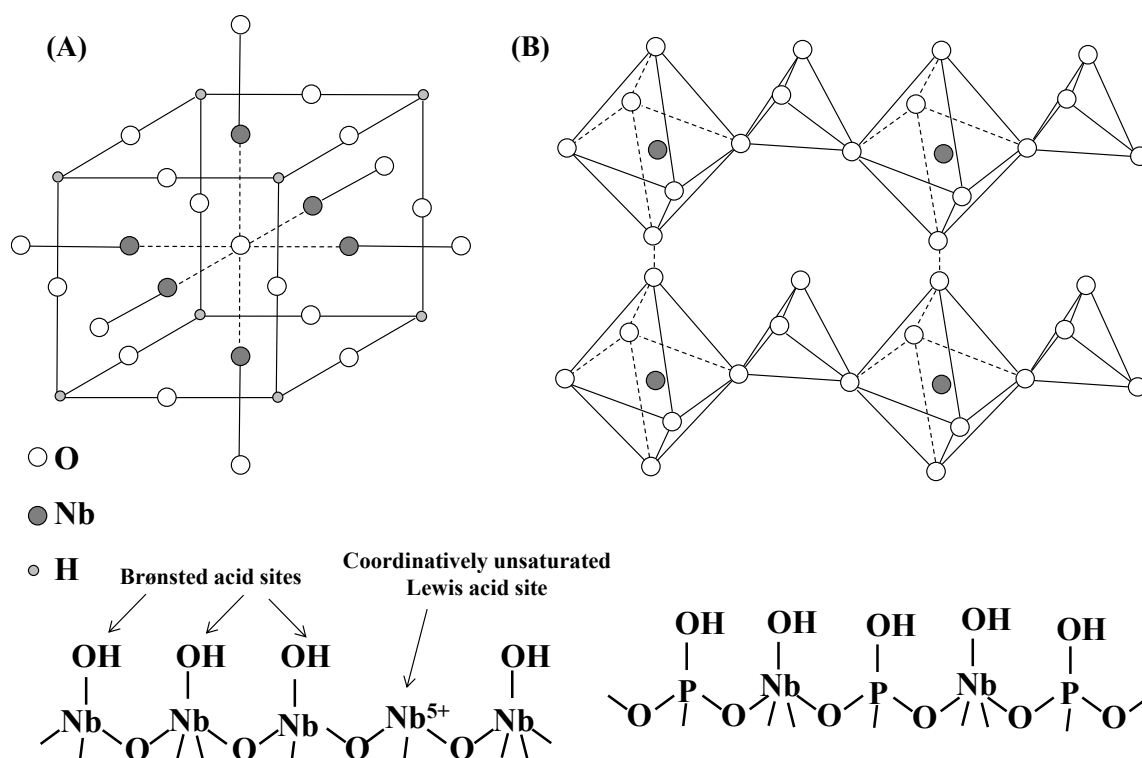 (A)
(B)
O
Nb
H
Brønsted acid sites
Coordinatively unsaturated
Lewis acid site
OH OH OH OH
Nb Nb Nb Nb5+ Nb
O O O O
OH OH OH OH OH
P Nb P Nb P
O O O O O O